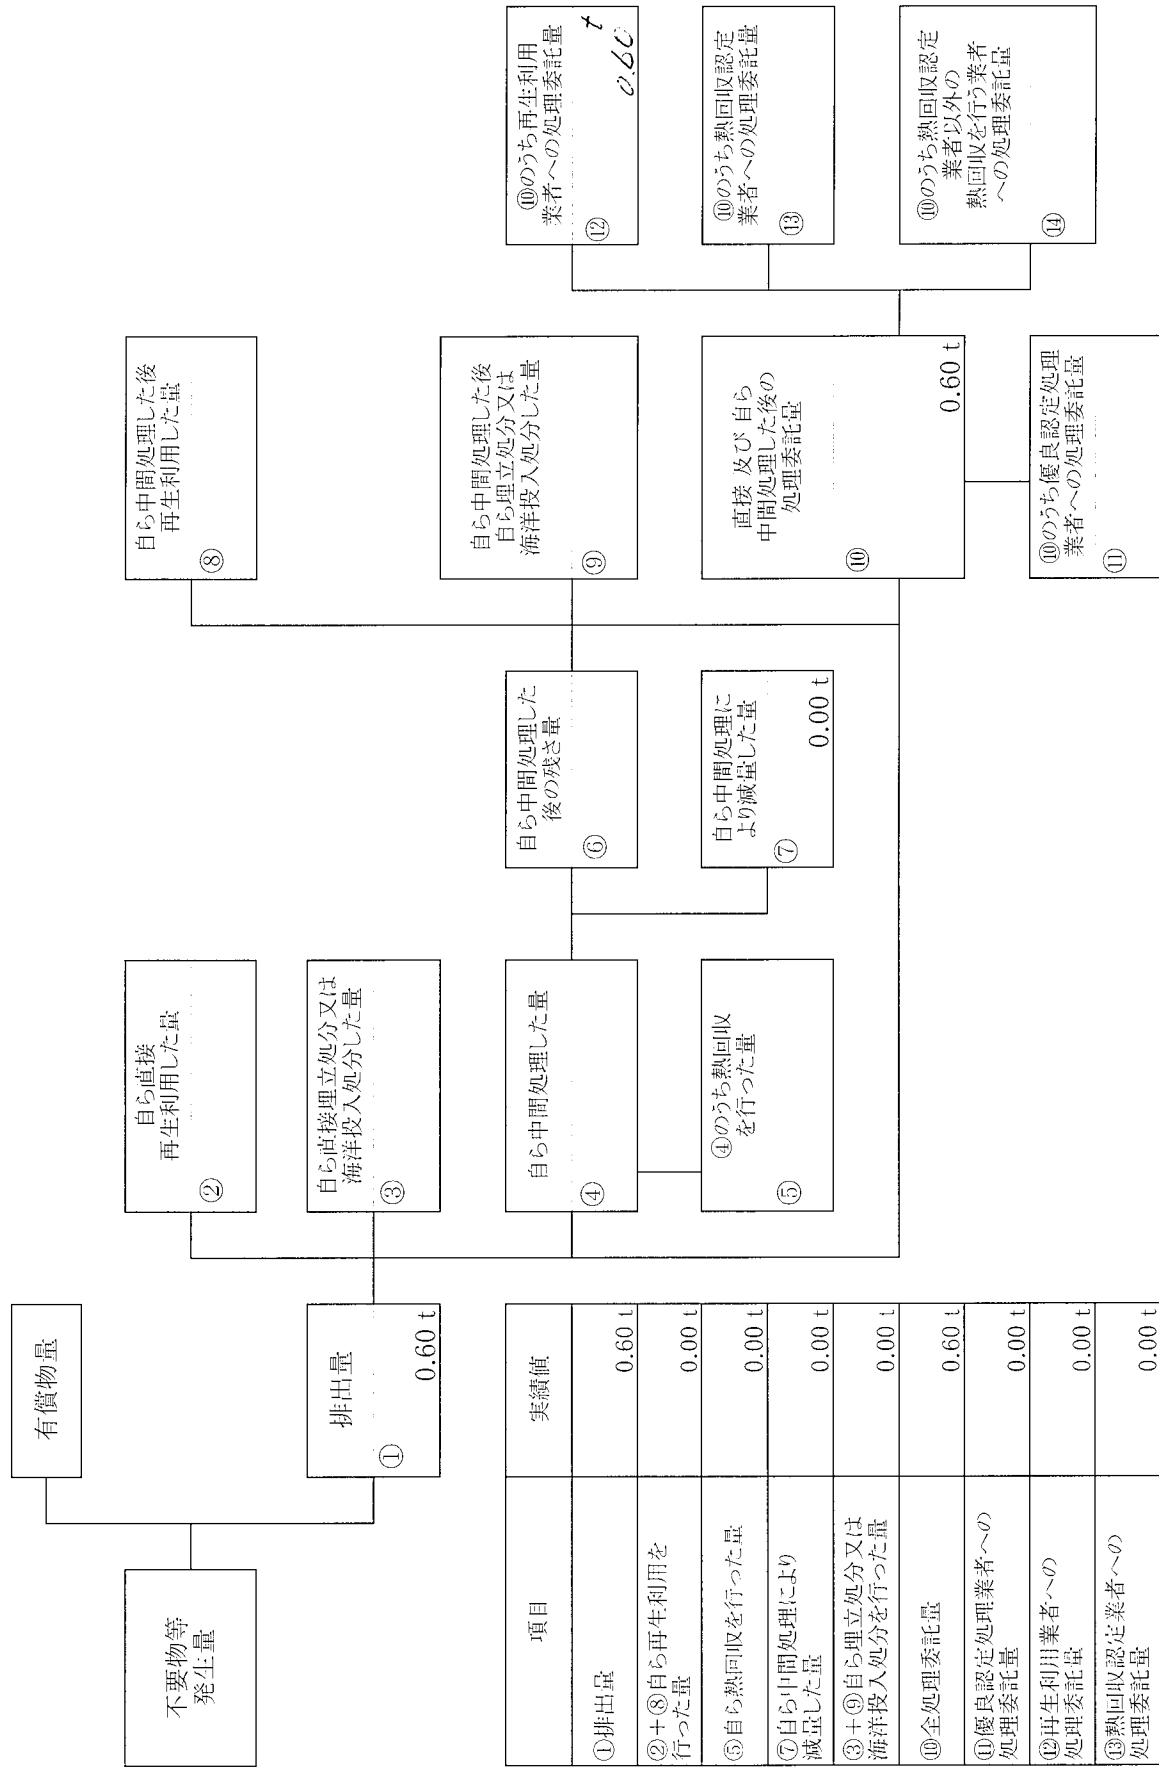 不要物等
発生量
有償物量
排出量
①
0.60 t
自ら直接
再生利用した量
②
自ら直接埋立処分又は
海洋投入処分した量
③
自ら中間処理した量
④
④のうち熱回収
を行った量
⑤
自ら中間処理した
後の残さ量
⑥
自ら中間処理に
より減量した量
⑦
0.00 t
自ら中間処理した後
再生利用した量
⑧
自ら中間処理した後
自ら埋立処分又は
海洋投入処分した量
⑨
直接 及び 自ら
中間処理した後の
処理委託量
⑩
0.60 t
⑩のうち優良認定処理
業者への処理委託量
⑪
⑩のうち再生利用
業者への処理委託量
⑫
0.60 t
⑩のうち熱回収認定
業者への処理委託量
⑬
⑩のうち熱回収認定
業者以外の
熱回収を行う業者
への処理委託量
⑭
項目 実績値
①排出量 0.60 t
②+⑧自ら再生利用を
行った量 0.00 t
⑤自ら熱回収を行った量 0.00 t
⑦自ら中間処理により
減量した量 0.00 t
③+⑨自ら埋立処分又は
海洋投入処分を行った量 0.00 t
⑩全処理委託量 0.60 t
⑪優良認定処理業者への
処理委託量 0.00 t
⑫再生利用業者への
処理委託量 0.00 t
⑬熱回収認定業者への
処理委託量 0.00 t